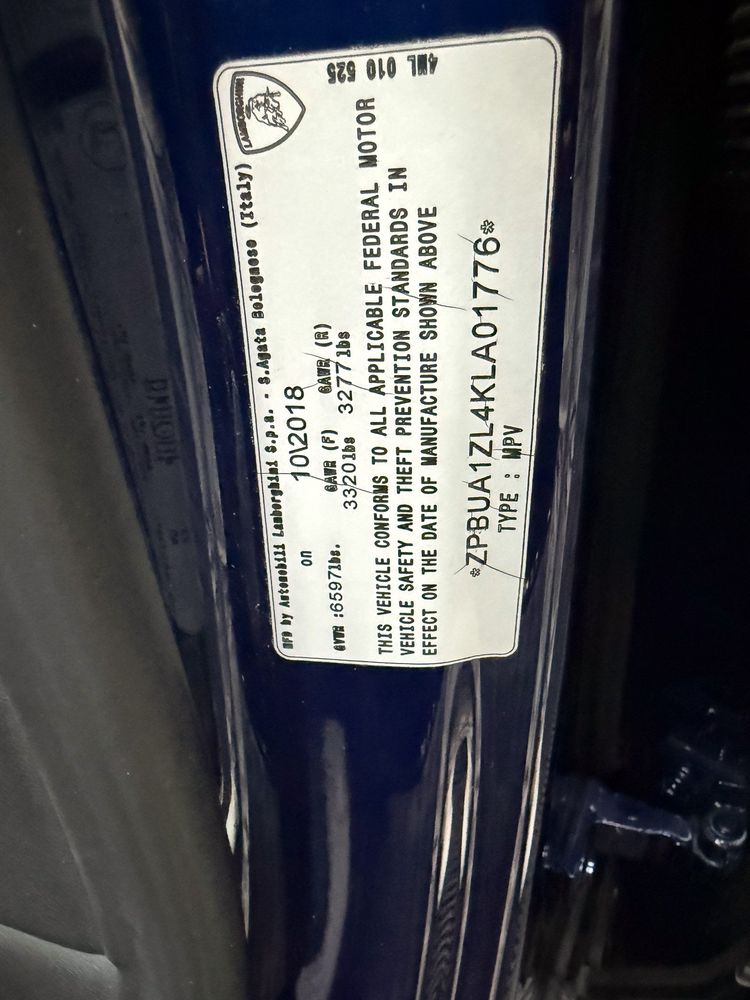 LAMBORGHINI
4ML 010 525
MFD by Automobili Lamborghini S.p.a. - S.Agata Bolognese (Italy)
on 10\2018
GAWR (F) GAWR (R)
GVWR :6597lbs. 3320lbs 3277lbs
THIS VEHICLE CONFORMS TO ALL APPLICABLE FEDERAL MOTOR
VEHICLE SAFETY AND THEFT PREVENTION STANDARDS IN
EFFECT ON THE DATE OF MANUFACTURE SHOWN ABOVE
*ZPBUA1ZL4KLA01776*
TYPE : MPV